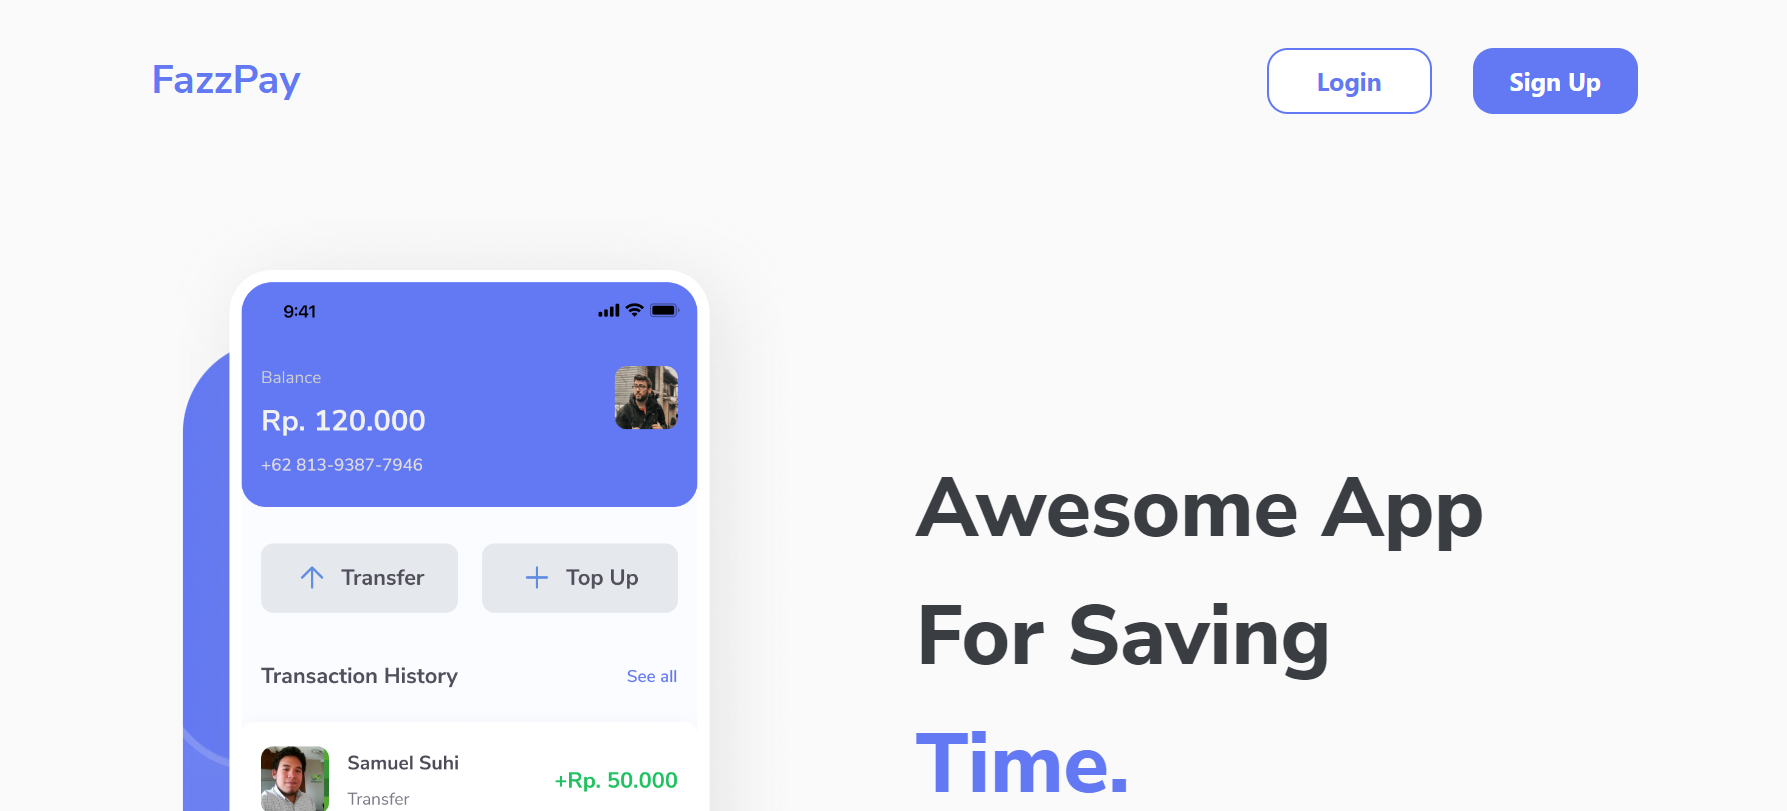 FazzPay
Login
Sign Up
9:41
Balance
Rp. 120.000
+62 813-9387-7946
Transfer
Top Up
Transaction History
See all
Samuel Suhi
Transfer
+Rp. 50.000
Awesome App
For Saving
Time.